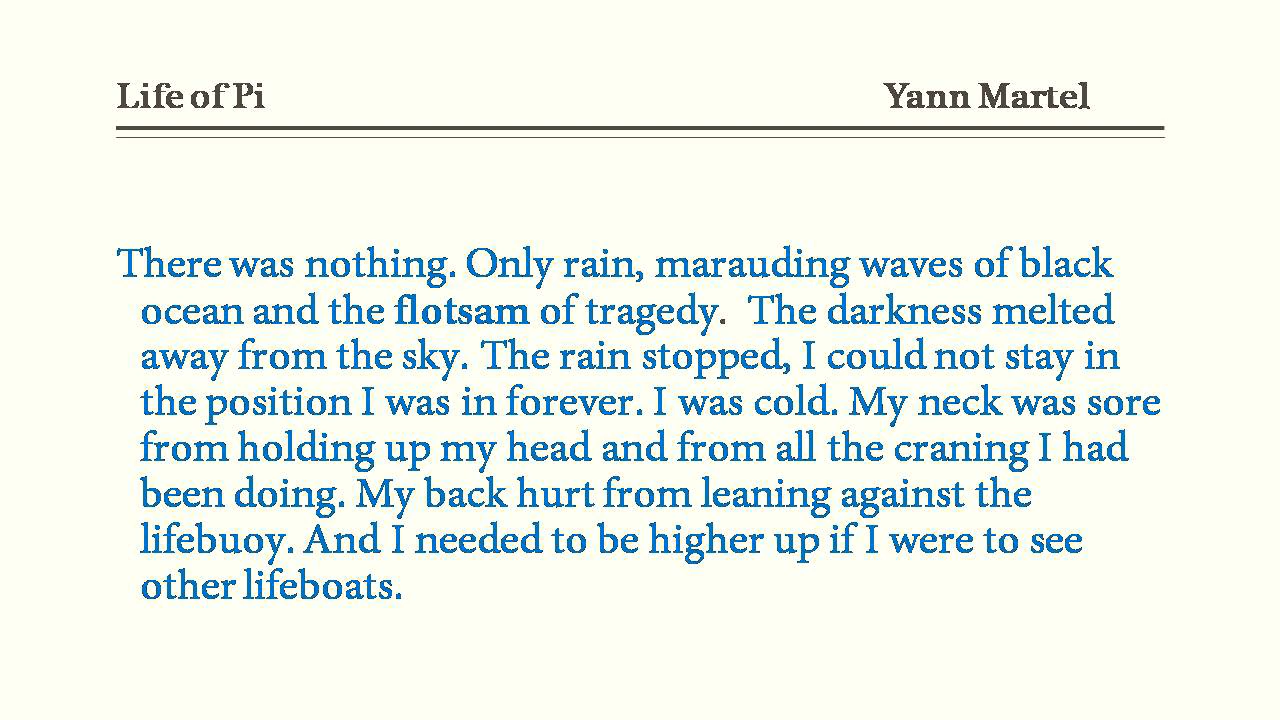 Life of Pi Yann Martel
There was nothing. Only rain, marauding waves of black
ocean and the flotsam of tragedy. The darkness melted
away from the sky. The rain stopped, I could not stay in
the position I was in forever. I was cold. My neck was sore
from holding up my head and from all the craning I had
been doing. My back hurt from leaning against the
lifebuoy. And I needed to be higher up if I were to see
other lifeboats.